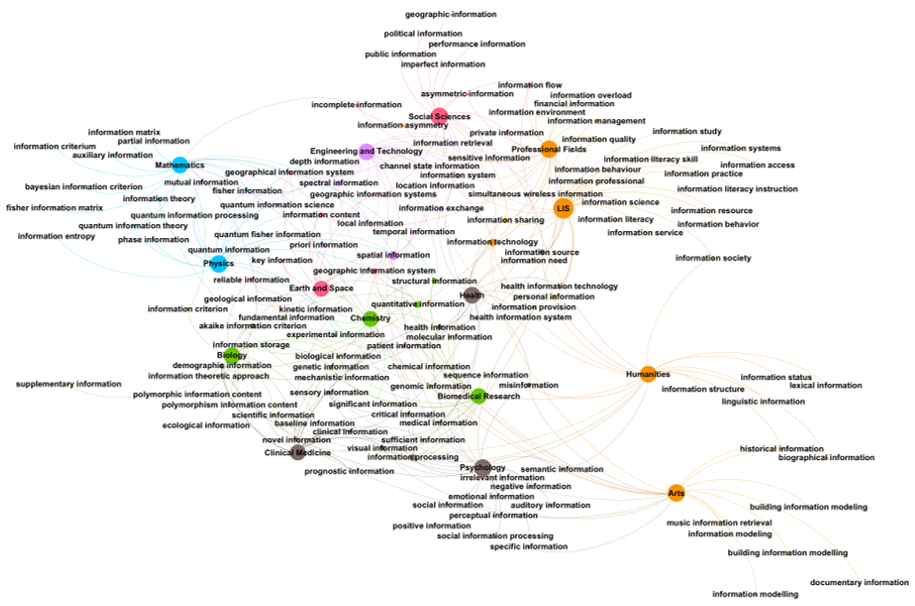 geographic information
political information
performance information
public information
imperfect information
information flow
asymmetric information
information overload
incomplete information
financial information
Social Sciences
information environment
information asymmetry
information management
information matrix
private information
information study
partial information
information quality
information criterium
information retrieval
information systems
Engineering and Technology
Professional Fields
auxiliary information
sensitive information
information literacy skill
depth information
Mathematics
channel state information
information access
geographical information system
information behaviour
information practice
information system
mutual information
spectral information
location information
information professional
bayesian information criterion
fisher information
information literacy instruction
geographic information systems
simultaneous wireless information
information theory
quantum information science
information science
fisher information matrix
information exchange
LIS
information resource
quantum information processing
information content
information sharing
information literacy
quantum information theory
local information
information behavior
information entropy
quantum fisher information
temporal information
information service
phase information
priori information
information technology
quantum information
spatial information
information source
key information
information need
information society
Physics
geographic information system
reliable information
structural information
Earth and Space
health information technology
geological information
Health
personal information
information criterion
kinetic information
quantitative information
information provision
fundamental information
Chemistry
health information system
akaike information criterion
health information
experimental information
molecular information
information storage
patient information
Biology
biological information
demographic information
genetic information
chemical information
information theoretic approach
mechanistic information
sequence information
Humanities
information status
supplementary information
genomic information
misinformation
information structure
lexical information
polymorphic information content
sensory information
Biomedical Research
linguistic information
polymorphism information content
significant information
scientific information
critical information
ecological information
baseline information
medical information
clinical information
novel information
sufficient information
visual information
historical information
Clinical Medicine
information processing
biographical information
prognostic information
Psychology
semantic information
irrelevant information
negative information
Arts
emotional information
social information
auditory information
building information modeling
perceptual information
positive information
music information retrieval
social information processing
information modeling
specific information
building information modelling
documentary information
information modelling